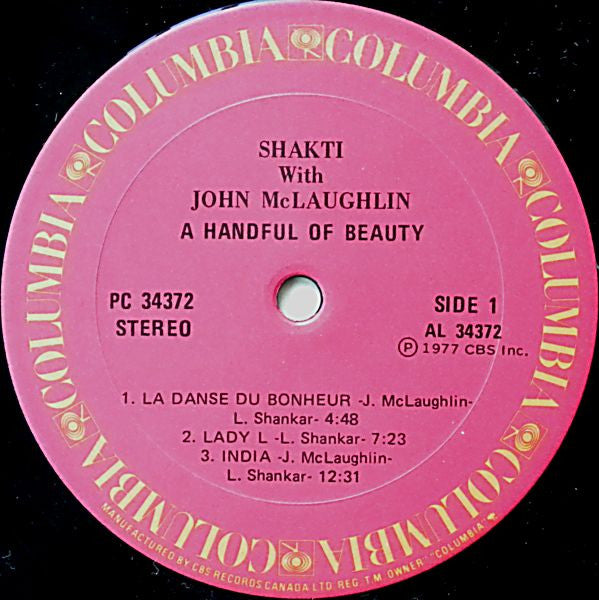 COLUMBIA COLUMBIA COLUMBIA COLUMBIA COLUMBIA COLUMBIA
SHAKTI
With
JOHN McLAUGHLIN
A HANDFUL OF BEAUTY
PC 34372
STEREO
SIDE 1
AL 34372
Ⓟ 1977 CBS Inc.
1. LA DANSE DU BONHEUR -J. McLaughlin-
L. Shankar- 4:48
2. LADY L -L. Shankar- 7:23
3. INDIA -J. McLaughlin-
L. Shankar- 12:31
MANUFACTURED BY CBS RECORDS CANADA LTD. REG. T.M. OWNER "COLUMBIA"